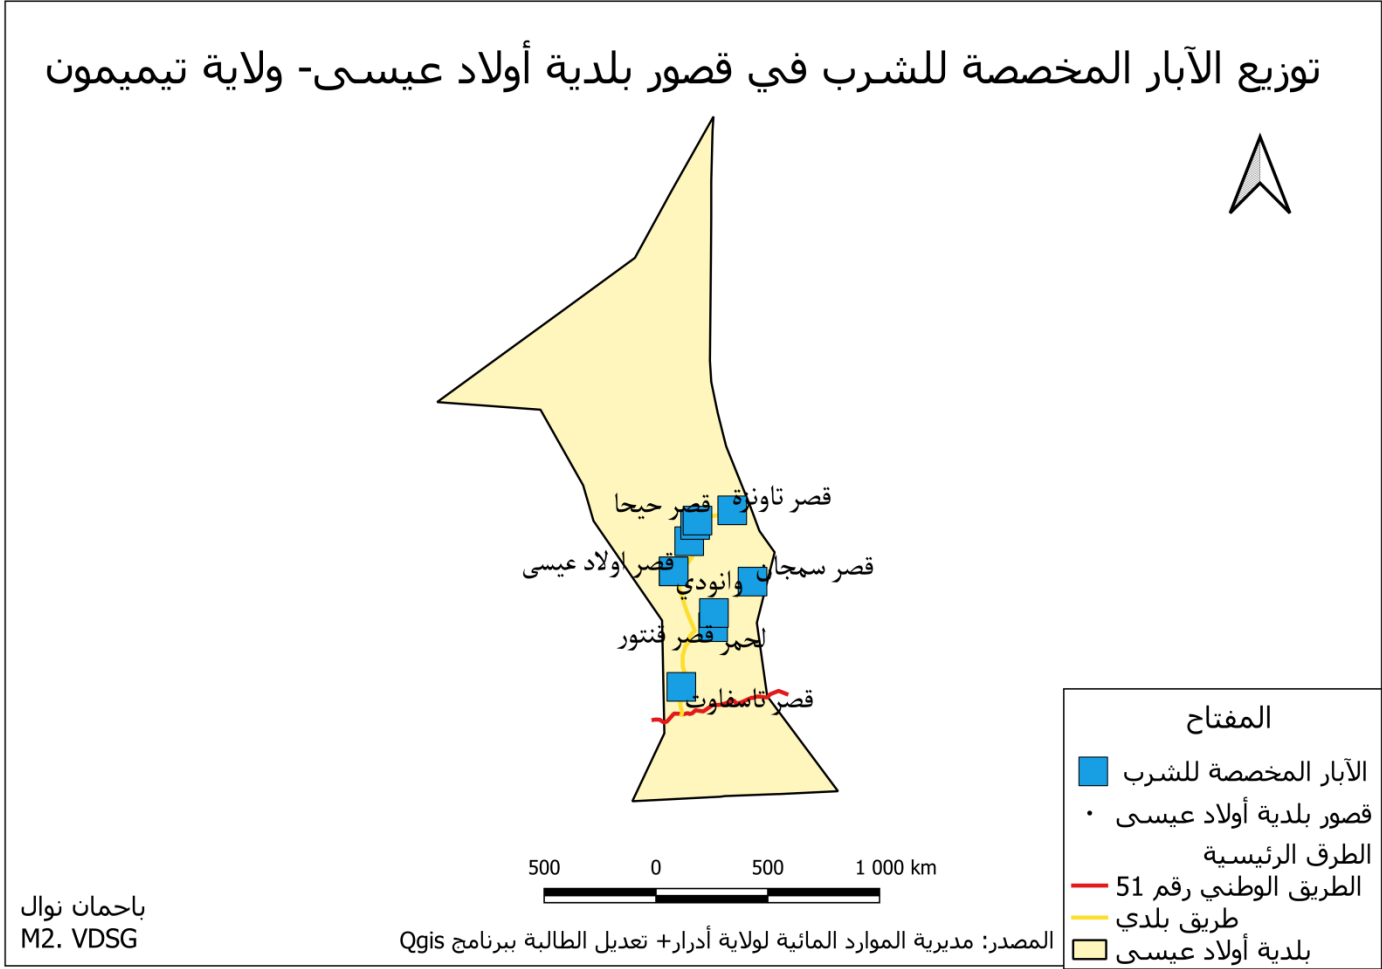 توزيع الآبار المخصصة للشرب في قصور بلدية أولاد عيسى- ولاية تيميمون
قصر تاونزة
قصر حيحا
قصر اولاد عيسى
قصر سمجان
وانودي
قصر قنتور
لحمر
قصر تاسفاوت
المفتاح
الآبار المخصصة للشرب
قصور بلدية أولاد عيسى
الطرق الرئيسية
الطريق الوطني رقم 51
طريق بلدي
بلدية أولاد عيسى
500 0 500 1 000 km
المصدر: مديرية الموارد المائية لولاية أدرار+ تعديل الطالبة ببرنامج Qgis
باحمان نوال
M2. VDSG